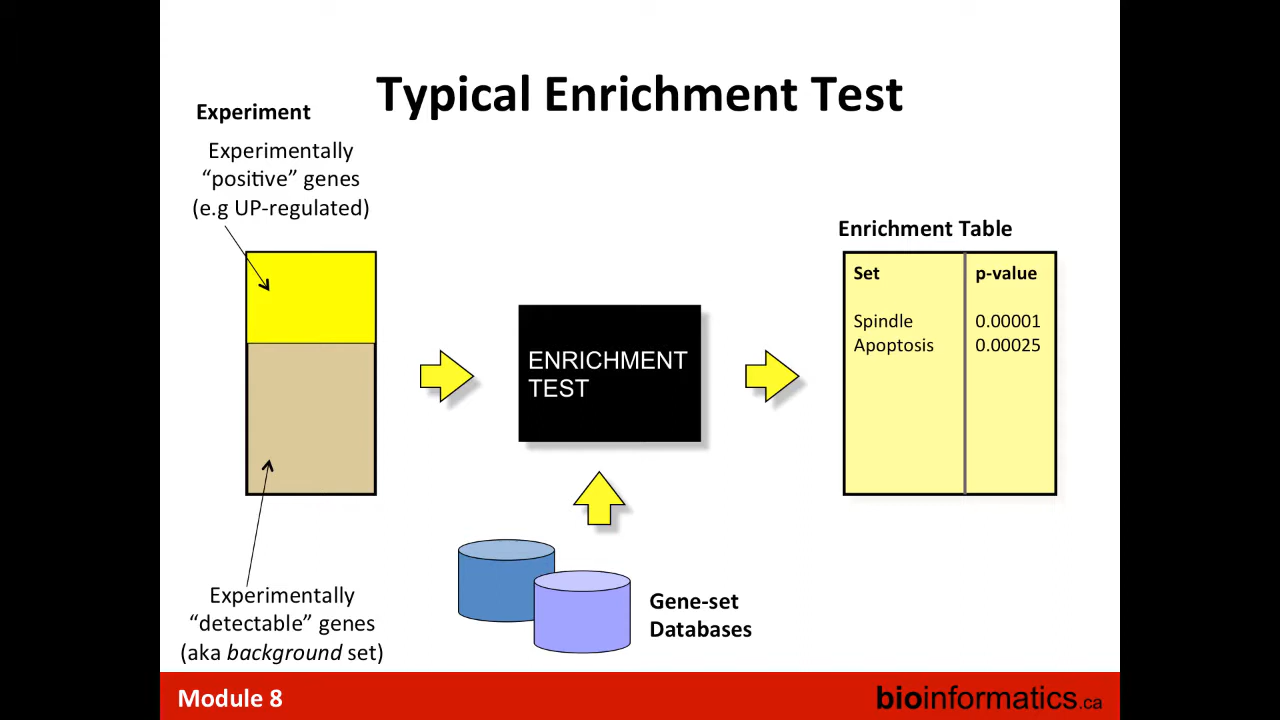 Typical Enrichment Test
Experiment
Experimentally
“positive” genes
(e.g UP-regulated)
ENRICHMENT
TEST
Enrichment Table
Set p-value
Spindle 0.00001
Apoptosis 0.00025
Gene-set
Databases
Experimentally
“detectable” genes
(aka background set)
Module 8
bioinformatics.ca